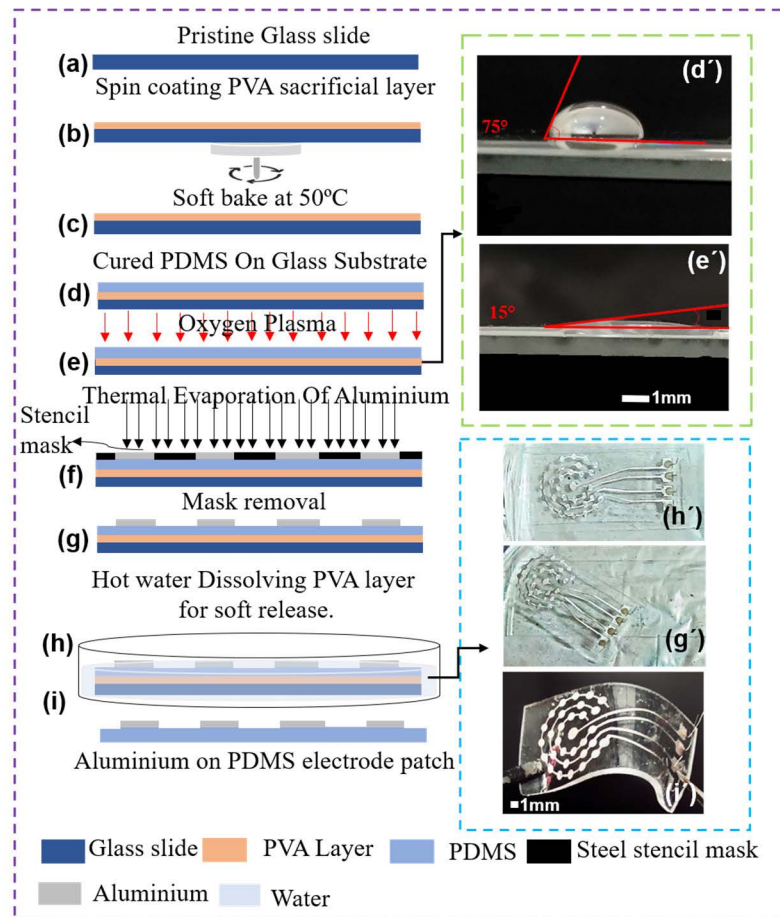 Pristine Glass slide
(a)
Spin coating PVA sacrificial layer
(b)
Soft bake at 50ºC
(c)
Cured PDMS On Glass Substrate
(d)
Oxygen Plasma
(e)
Thermal Evaporation Of Aluminium
Stencil
mask
(f)
Mask removal
(g)
Hot water Dissolving PVA layer
for soft release.
(h)
(i)
Aluminium on PDMS electrode patch
(d´)
75°
(e´)
15°
1mm
(h´)
(g´)
(i´)
1mm
Glass slide
PVA Layer
PDMS
Steel stencil mask
Aluminium
Water